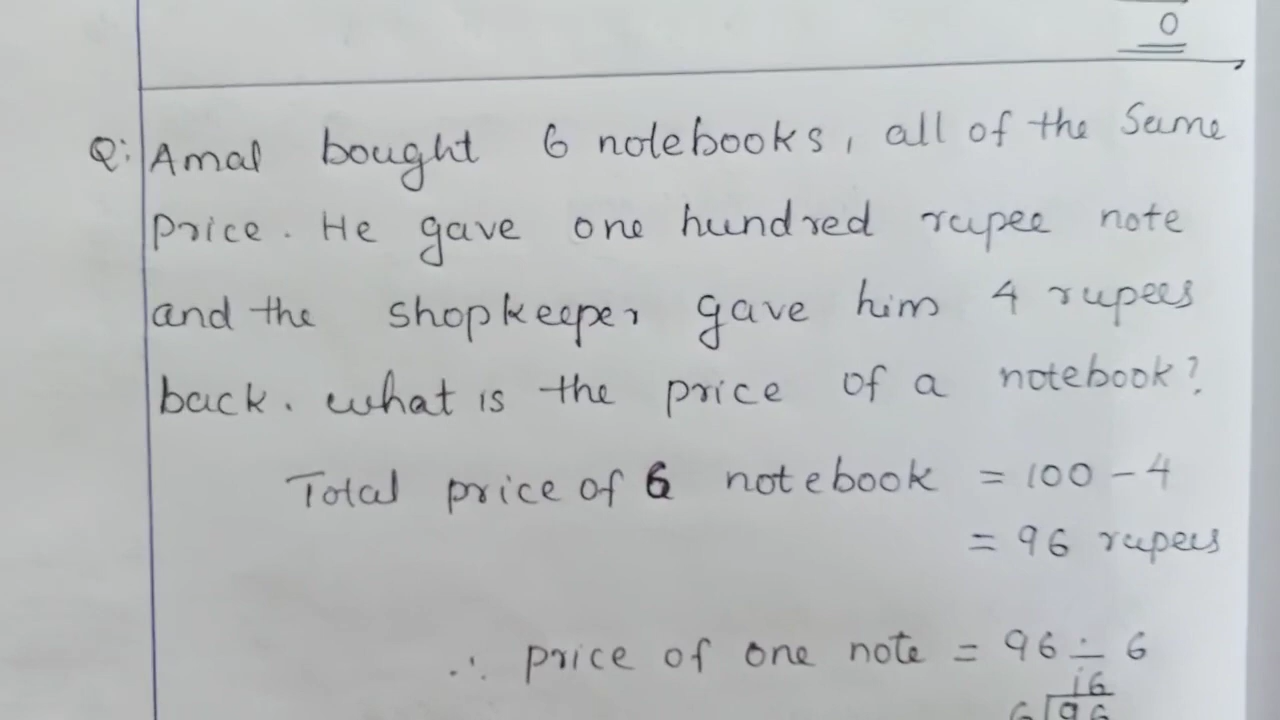 0
Q: Amal bought 6 notebooks, all of the Same
Price. He gave one hundred rupee note
and the shopkeeper gave him 4 rupees
back. what is the price of a notebook?
Total price of 6 notebook = 100 - 4
= 96 rupees
∴ price of one note = 96 ÷ 6
16
6 96